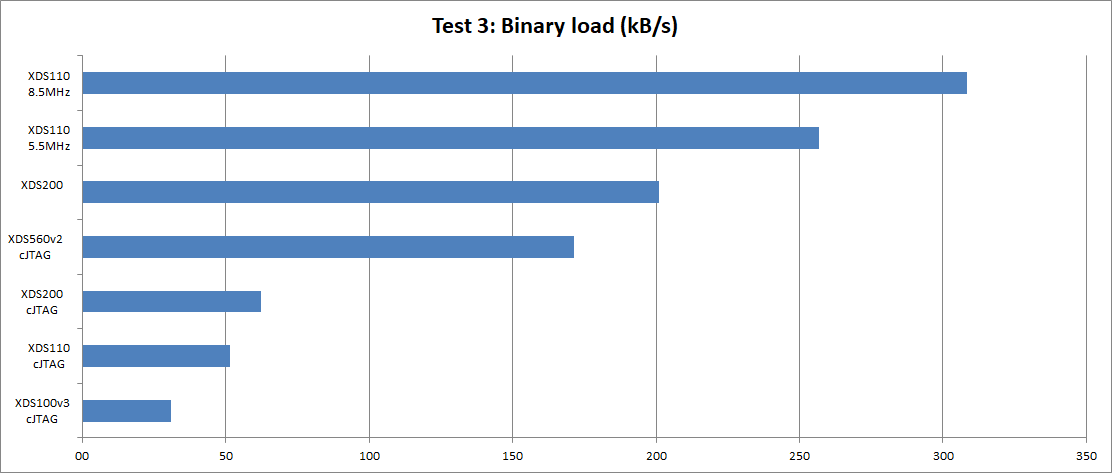 Test 3: Binary load (kB/s)
XDS110
8.5MHz
XDS110
5.5MHz
XDS200
XDS560v2
cJTAG
XDS200
cJTAG
XDS110
cJTAG
XDS100v3
cJTAG
00 50 100 150 200 250 300 350